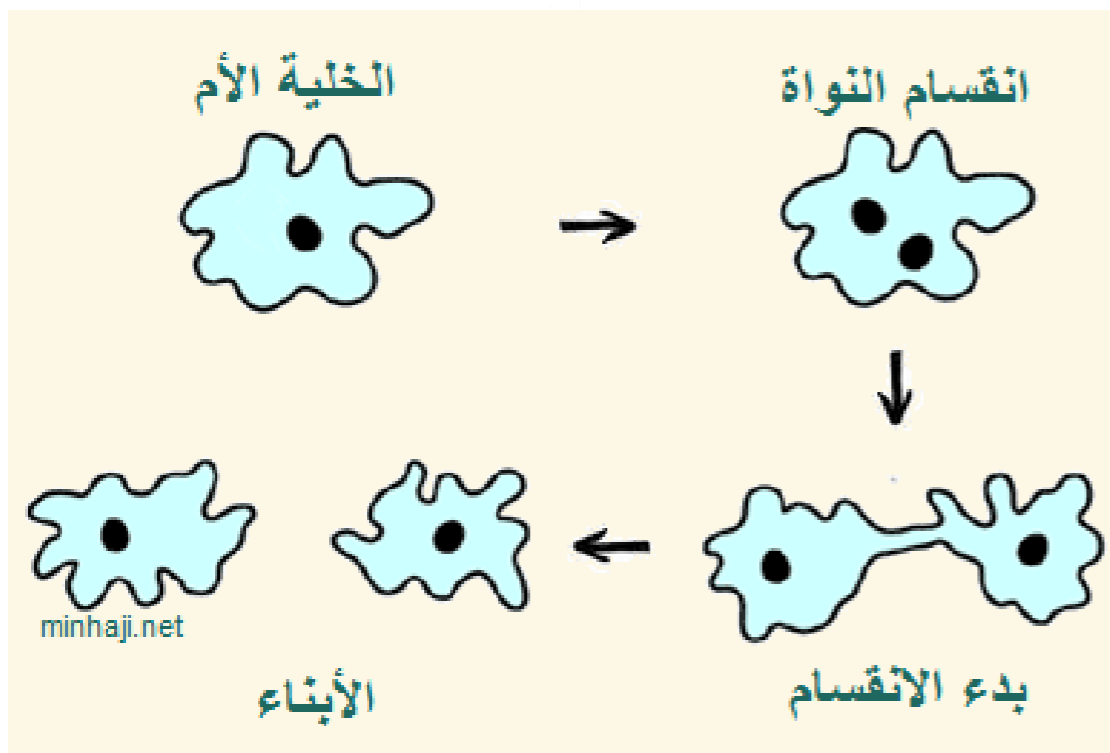 انقسام النواة
الخلية الأم
بدء الانقسام
الأبناء
minhaji.net